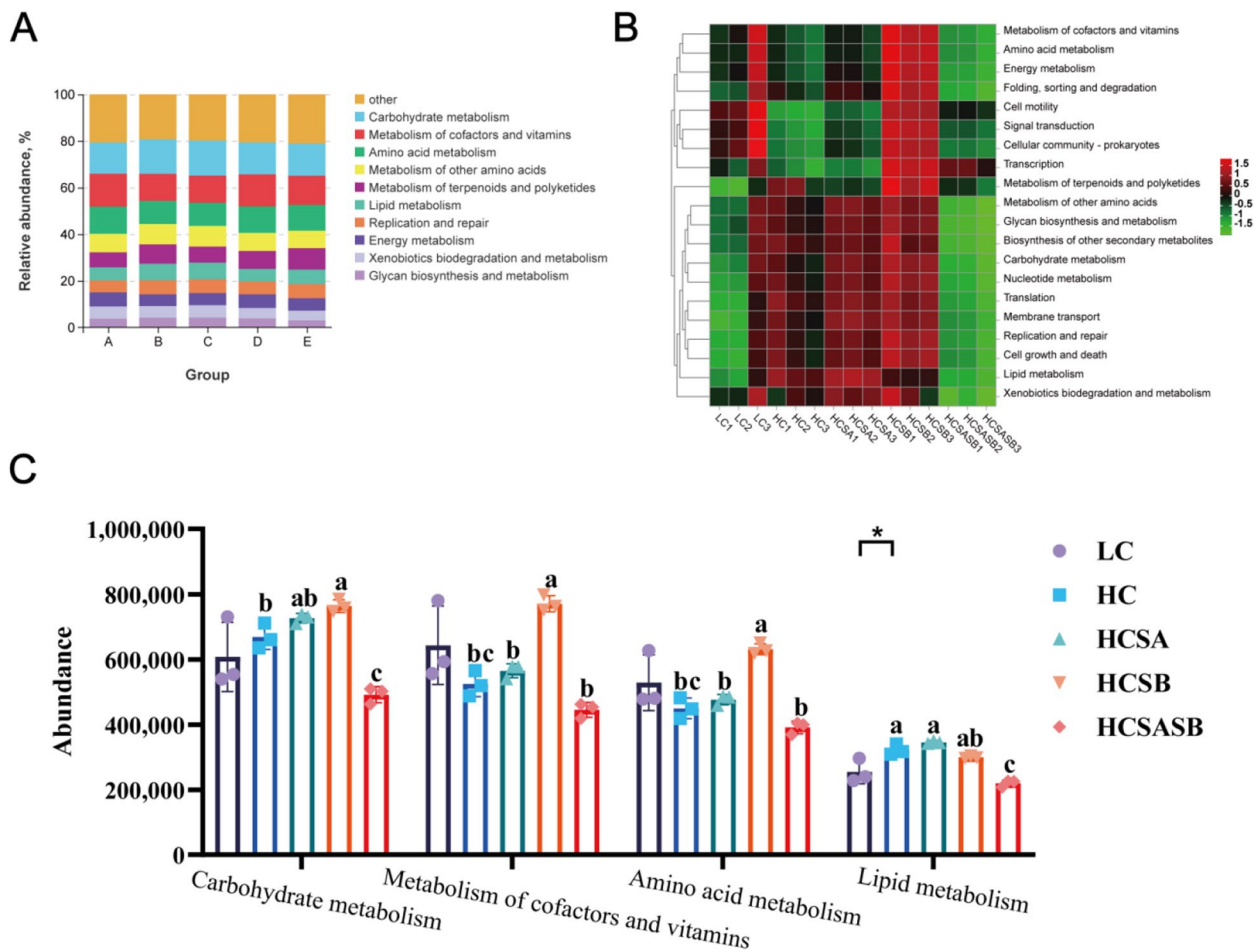 A
Relative abundance, %
100
80
60
40
20
0
A B C D E
Group
other
Carbohydrate metabolism
Metabolism of cofactors and vitamins
Amino acid metabolism
Metabolism of other amino acids
Metabolism of terpenoids and polyketides
Lipid metabolism
Replication and repair
Energy metabolism
Xenobiotics biodegradation and metabolism
Glycan biosynthesis and metabolism
B
Metabolism of cofactors and vitamins
Amino acid metabolism
Energy metabolism
Folding, sorting and degradation
Cell motility
Signal transduction
Cellular community - prokaryotes
Transcription
Metabolism of terpenoids and polyketides
Metabolism of other amino acids
Glycan biosynthesis and metabolism
Biosynthesis of other secondary metabolites
Carbohydrate metabolism
Nucleotide metabolism
Translation
Membrane transport
Replication and repair
Cell growth and death
Lipid metabolism
Xenobiotics biodegradation and metabolism
LC1 LC2 LC3 HC1 HC2 HC3 HCSA1 HCSA2 HCSA3 HCSB1 HCSB2 HCSB3 HCSASB1 HCSASB2 HCSASB3
1.5
1
0.5
0
-0.5
-1
-1.5
C
Abundance
1,000,000
800,000
600,000
400,000
200,000
0
b ab a c
bc b a b
bc b a b
*
a a ab c
Carbohydrate metabolism
Metabolism of cofactors and vitamins
Amino acid metabolism
Lipid metabolism
LC
HC
HCSA
HCSB
HCSASB